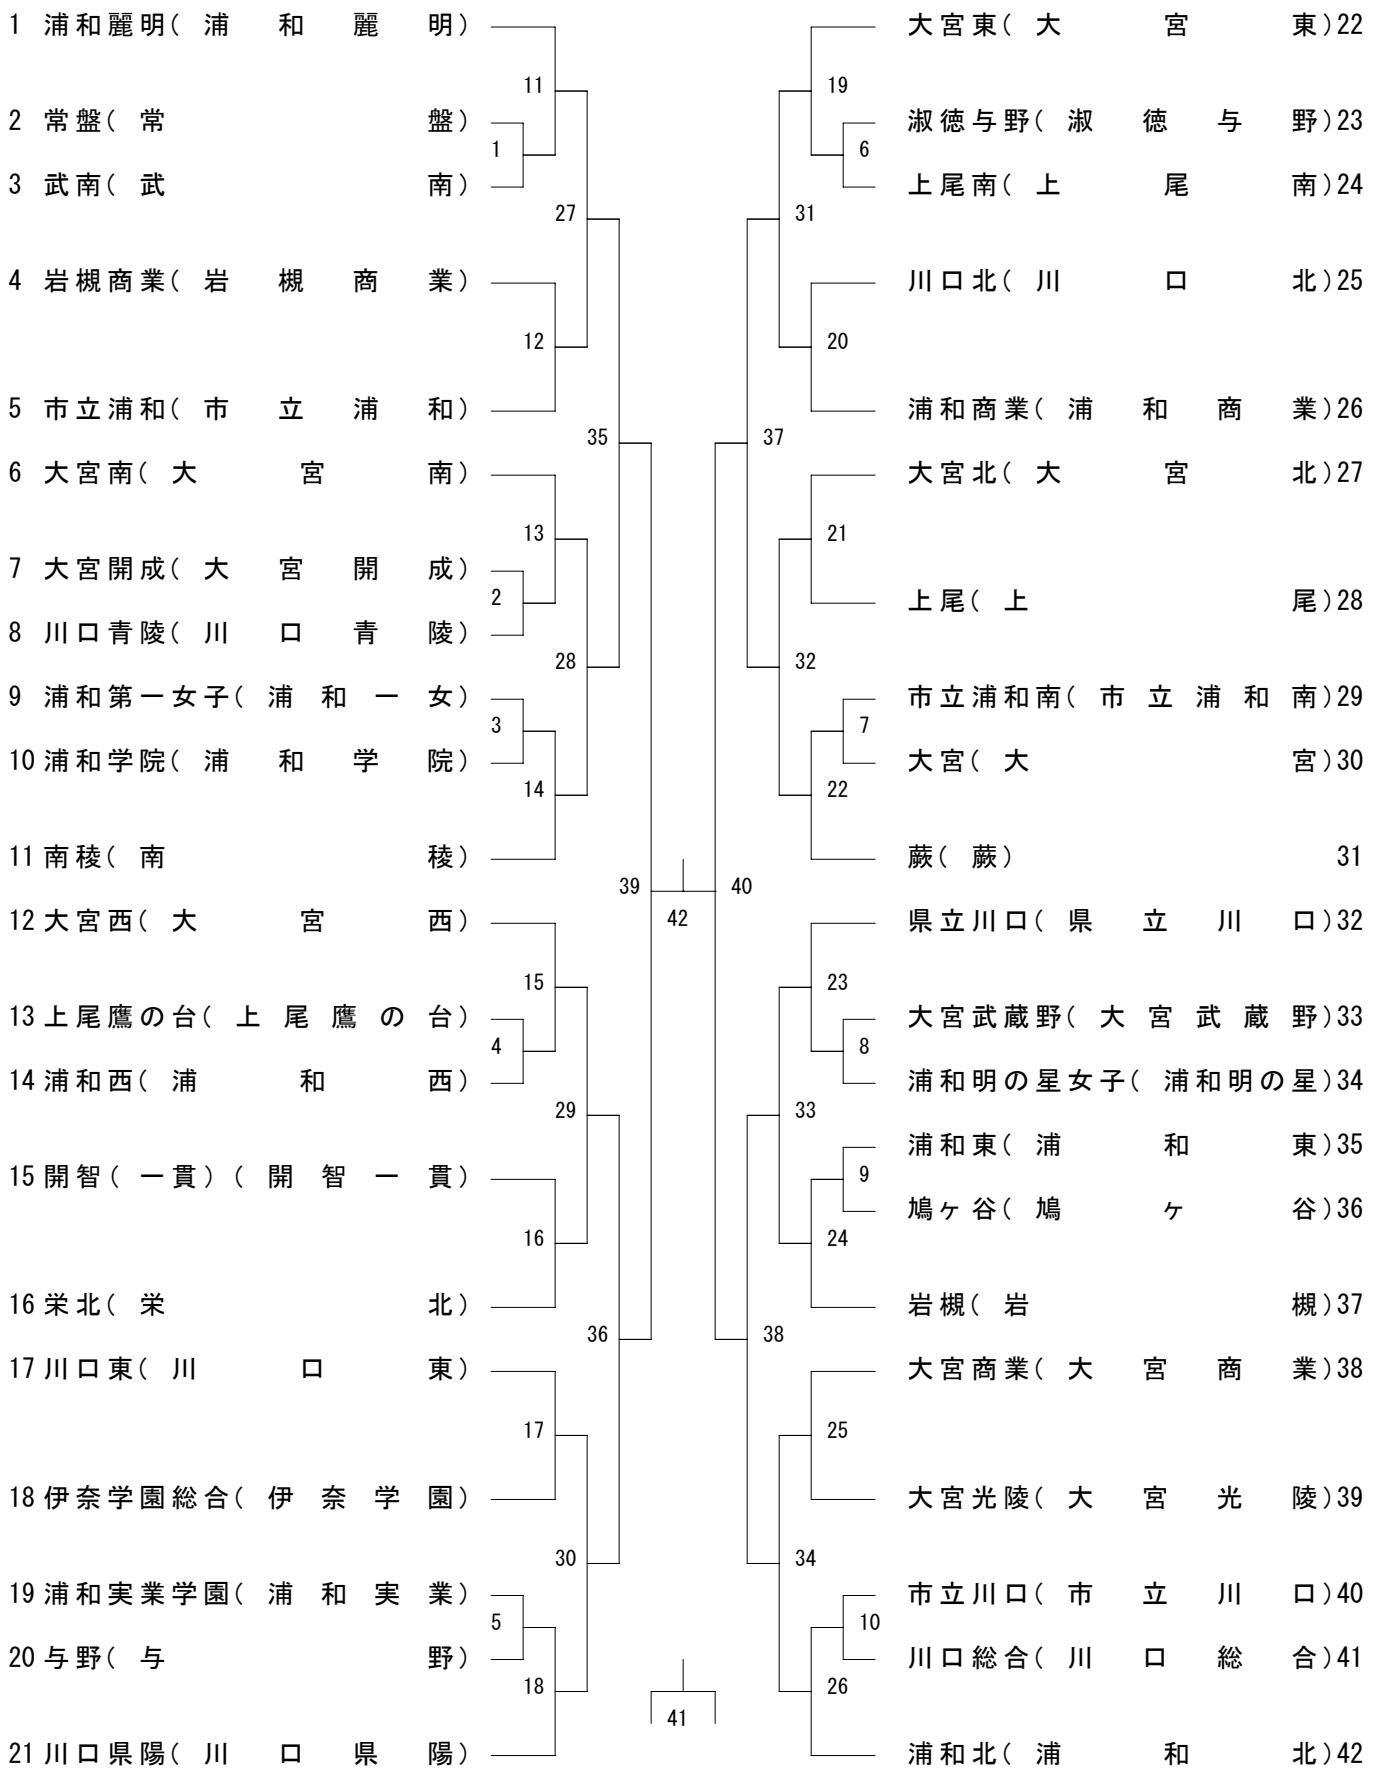 1 浦和麗明( 浦 和 麗 明)
11
2 常盤( 常 盤)
1
3 武南( 武 南)
27
4 岩槻商業( 岩 槻 商 業)
12
5 市立浦和( 市 立 浦 和)
35
6 大宮南( 大 宮 南)
13
7 大宮開成( 大 宮 開 成)
2
8 川口青陵( 川 口 青 陵)
28
9 浦和第一女子( 浦 和 一 女)
3
10 浦和学院( 浦 和 学 院)
14
11 南稜( 南 稜)
39
12 大宮西( 大 宮 西)
15
13 上尾鷹の台( 上 尾 鷹 の 台)
4
14 浦和西( 浦 和 西)
29
15 開智(一貫)( 開 智 一 貫)
16
16 栄北( 栄 北)
36
17 川口東( 川 口 東)
17
18 伊奈学園総合( 伊 奈 学 園)
30
19 浦和実業学園( 浦 和 実 業)
5
20 与野( 与 野)
18
21 川口県陽( 川 口 県 陽)
42
41
大宮東( 大 宮 東)22
19
淑徳与野( 淑 徳 与 野)23
6
上尾南( 上 尾 南)24
31
川口北( 川 口 北)25
20
浦和商業( 浦 和 商 業)26
37
大宮北( 大 宮 北)27
21
上尾( 上 尾)28
32
市立浦和南( 市 立 浦 和 南)29
7
大宮( 大 宮)30
22
蕨( 蕨) 31
40
県立川口( 県 立 川 口)32
23
大宮武蔵野( 大 宮 武 蔵 野)33
8
浦和明の星女子( 浦和明の星)34
33
浦和東( 浦 和 東)35
9
鳩ヶ谷( 鳩 ヶ 谷)36
24
岩槻( 岩 槻)37
38
大宮商業( 大 宮 商 業)38
25
大宮光陵( 大 宮 光 陵)39
34
市立川口( 市 立 川 口)40
10
川口総合( 川 口 総 合)41
26
浦和北( 浦 和 北)42